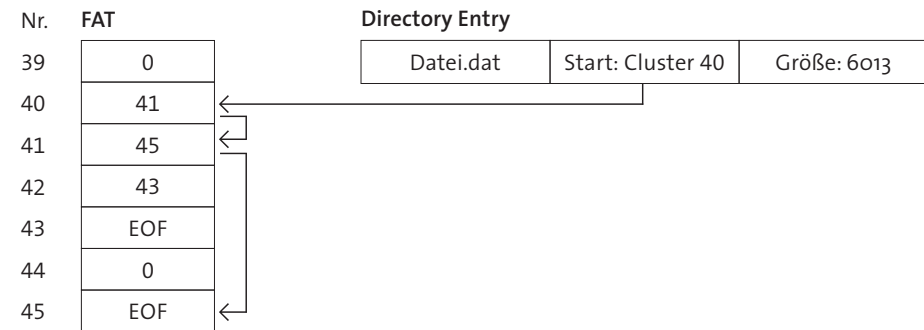 Nr. FAT Directory Entry
39 0 Datei.dat Start: Cluster 40 Größe: 6013
40 41
41 45
42 43
43 EOF
44 0
45 EOF